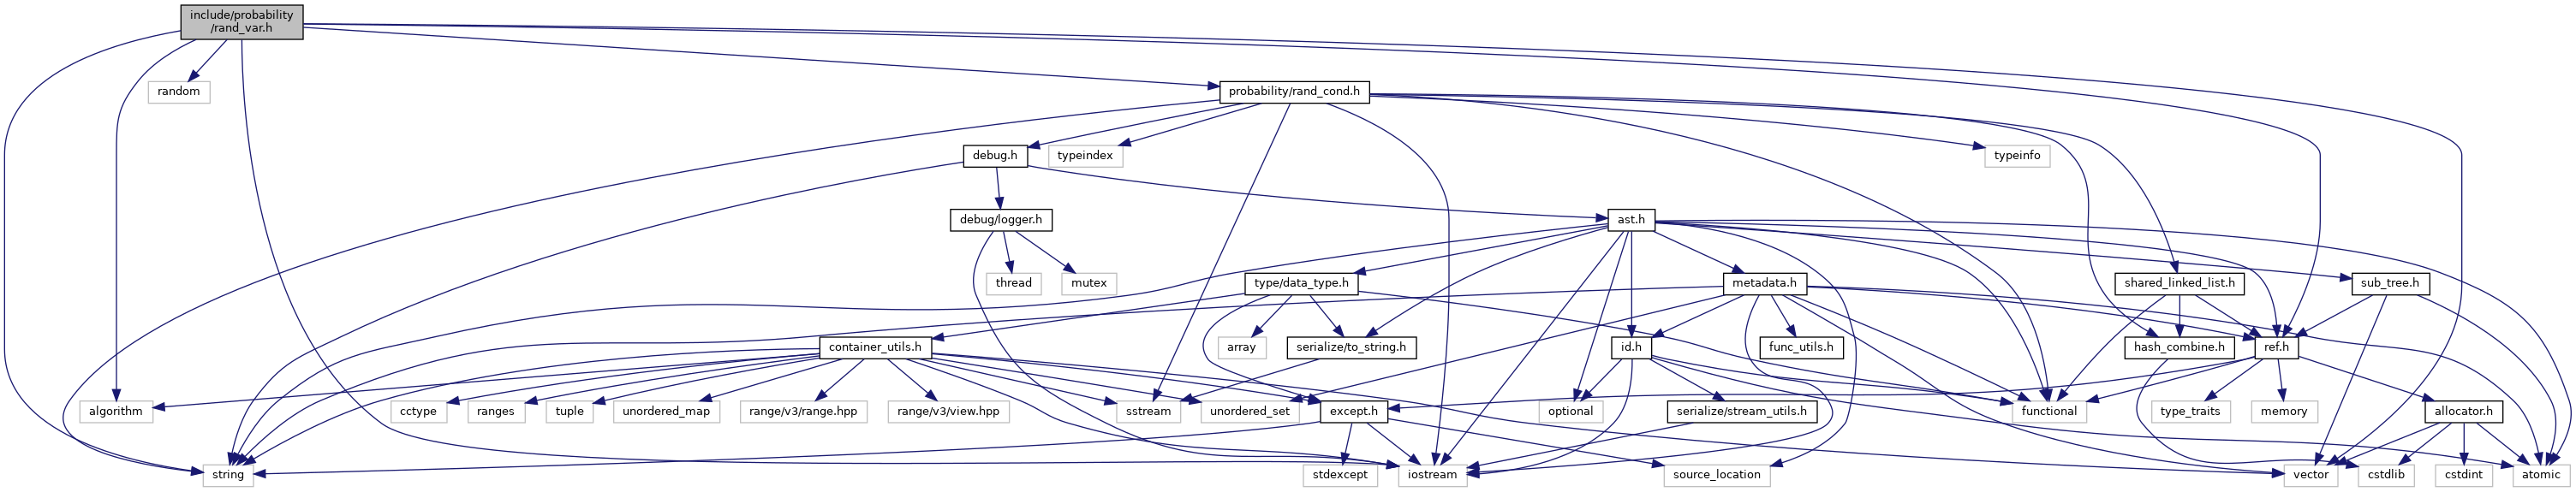 include/probability
/rand_var.h
random
probability/rand_cond.h
debug.h
typeindex
typeinfo
debug/logger.h
ast.h
thread
mutex
type/data_type.h
metadata.h
shared_linked_list.h
sub_tree.h
container_utils.h
array
serialize/to_string.h
id.h
func_utils.h
hash_combine.h
ref.h
algorithm
cctype
ranges
tuple
unordered_map
range/v3/range.hpp
range/v3/view.hpp
sstream
unordered_set
except.h
optional
serialize/stream_utils.h
functional
type_traits
memory
allocator.h
string
stdexcept
iostream
source_location
vector
cstdlib
cstdint
atomic